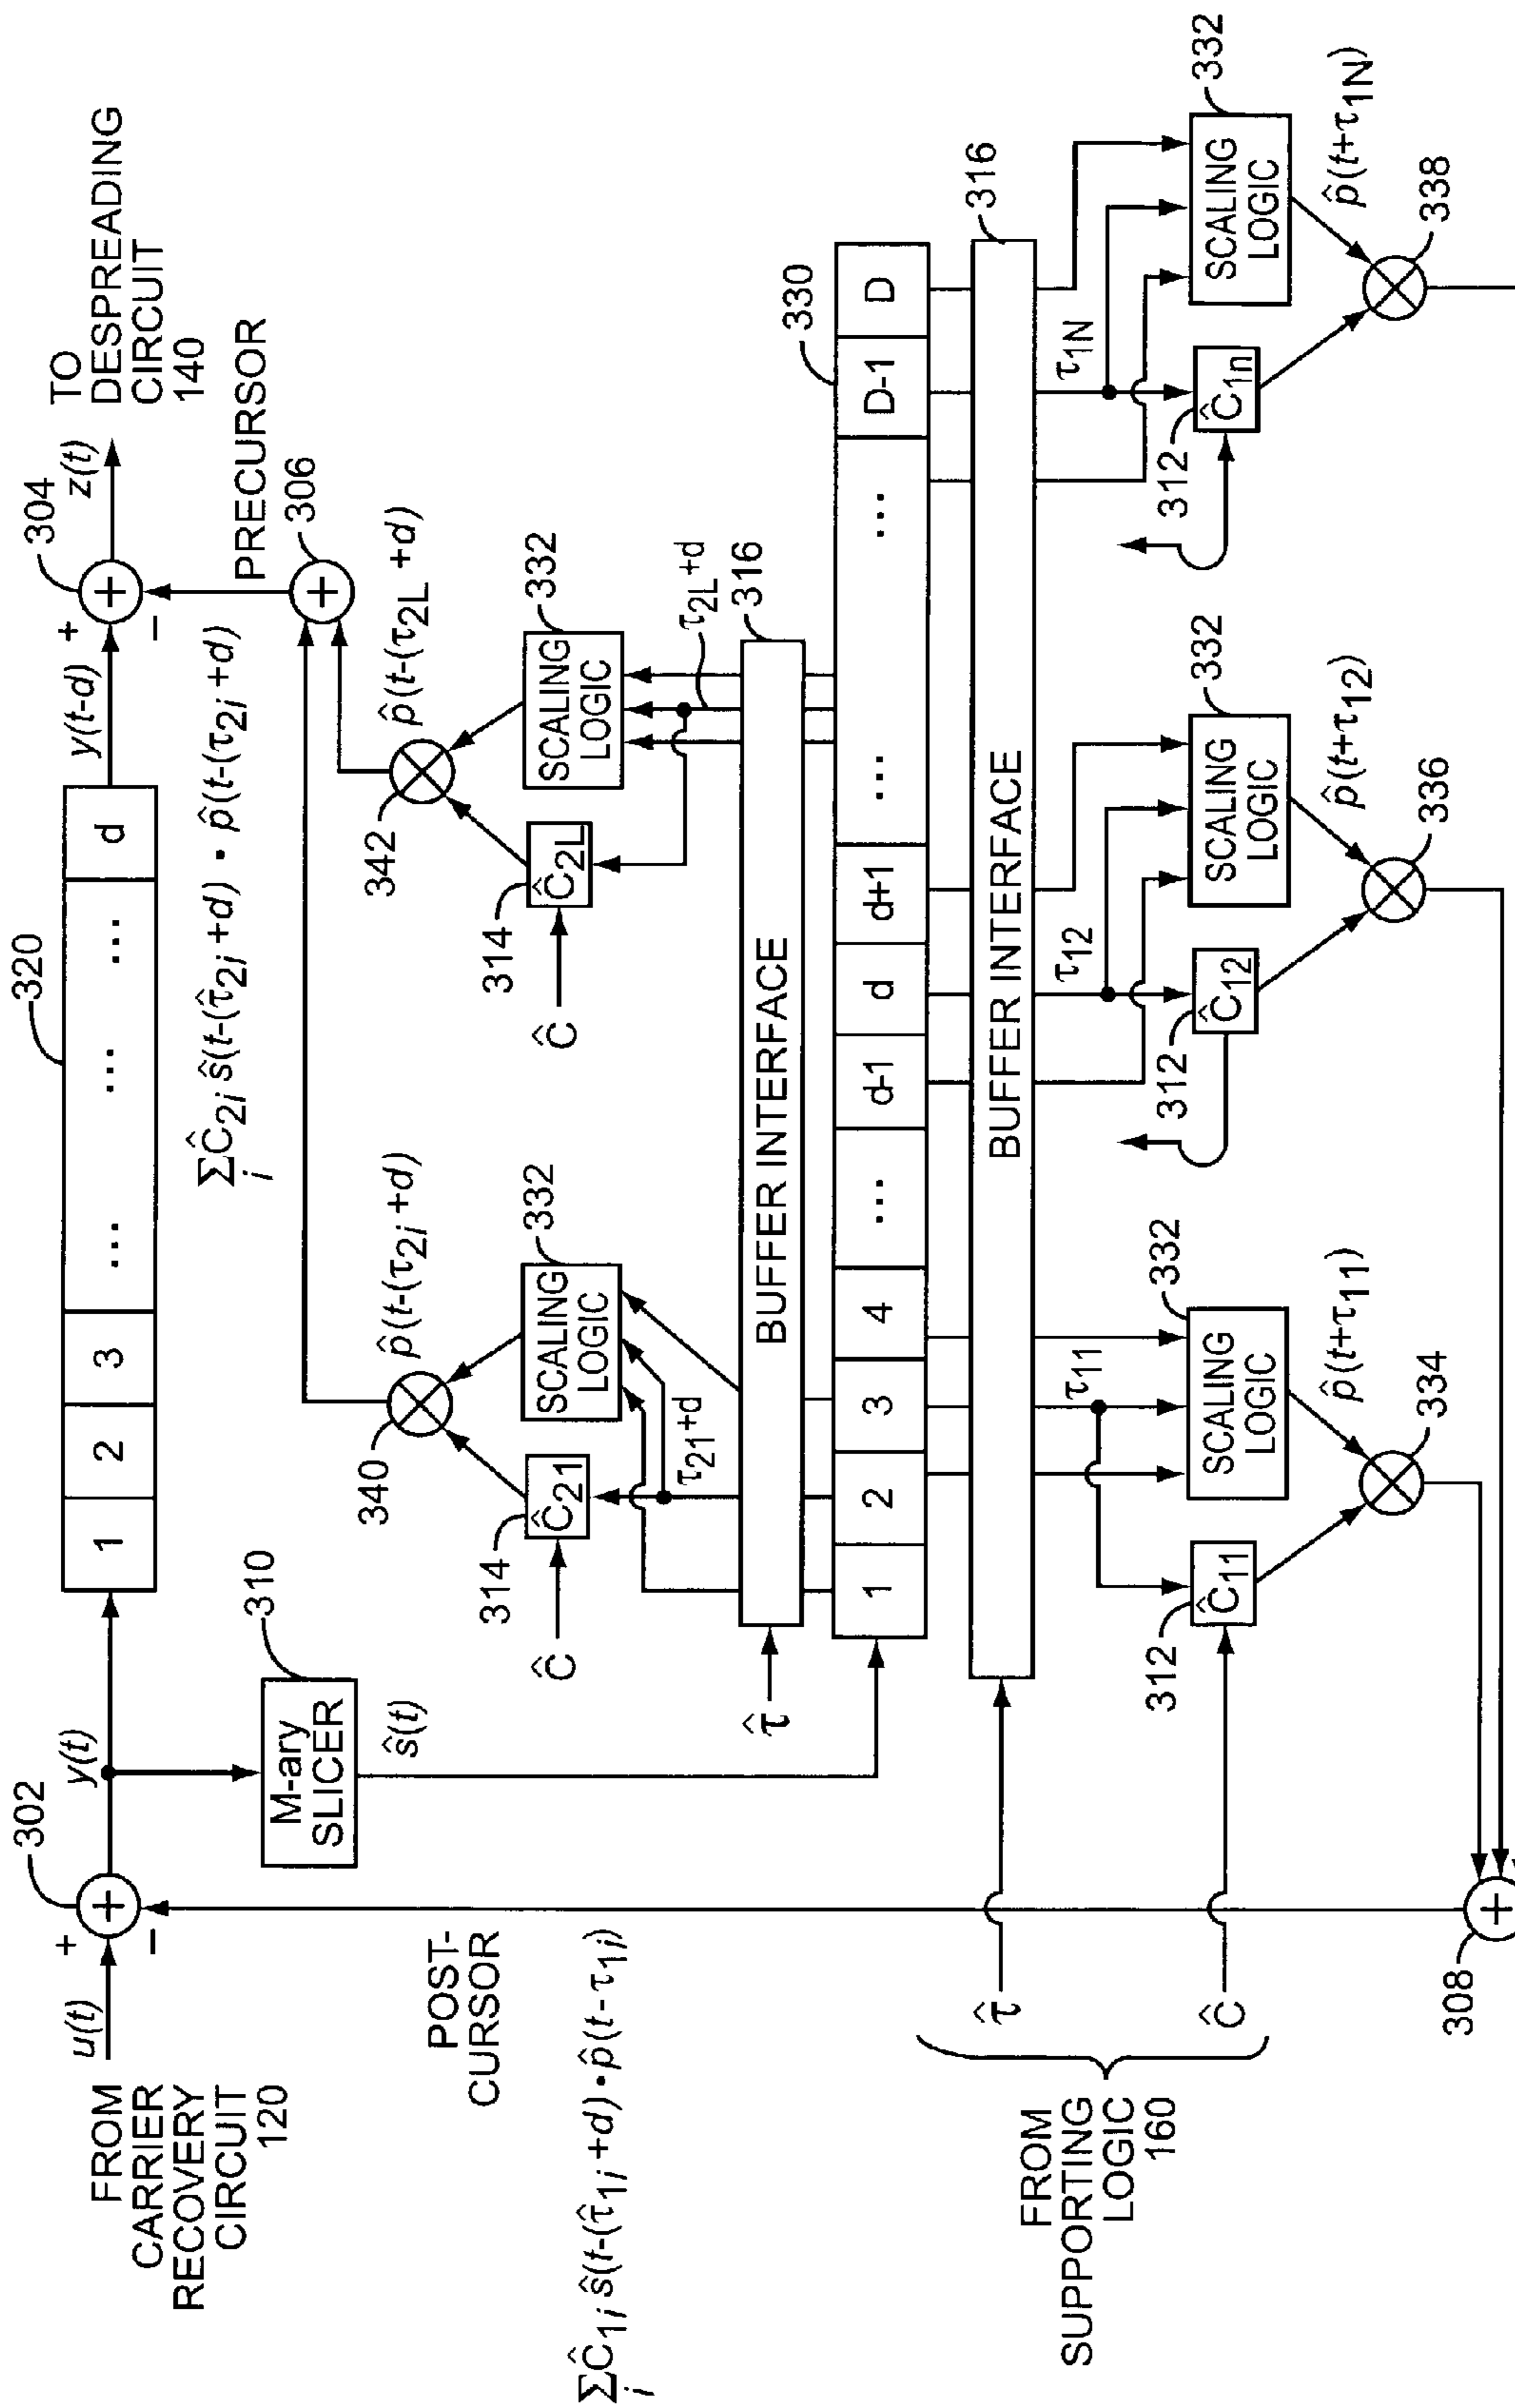 FROM
CARRIER
RECOVERY
CIRCUIT
120
u(t)
+
−
302
+
y(t)
M-ary
SLICER
310
ŝ(t)
1
2
3
...
...
...
d
320
y(t-d)
+
−
304
+
z(t)
TO
DESPREADING
CIRCUIT
140
PRECURSOR
306
+
∑ Ĉ2i ŝ(t-(τ̂2i +d) • p̂(t-(τ2i +d)
i
POST-
CURSOR
∑ Ĉ1i ŝ(t-(τ̂1i +d) • p̂(t- τ1i)
i
340
p̂(t-(τ2i +d)
342
p̂(t-(τ2L +d)
314
Ĉ21
Ĉ
SCALING
LOGIC
332
τ21+d
314
Ĉ2L
Ĉ
SCALING
LOGIC
332
τ2L+d
τ̂
BUFFER INTERFACE
316
1
2
3
4
...
d-1
d
d+1
...
...
D-1
D
330
BUFFER INTERFACE
316
FROM
SUPPORTING
LOGIC
160
τ̂
Ĉ
τ11
312
Ĉ11
SCALING
LOGIC
332
p̂(t+τ11)
334
τ12
312
Ĉ12
SCALING
LOGIC
332
p̂(t+τ12)
336
τ1N
312
Ĉ1n
SCALING
LOGIC
332
p̂(t+τ1N)
338
308
+